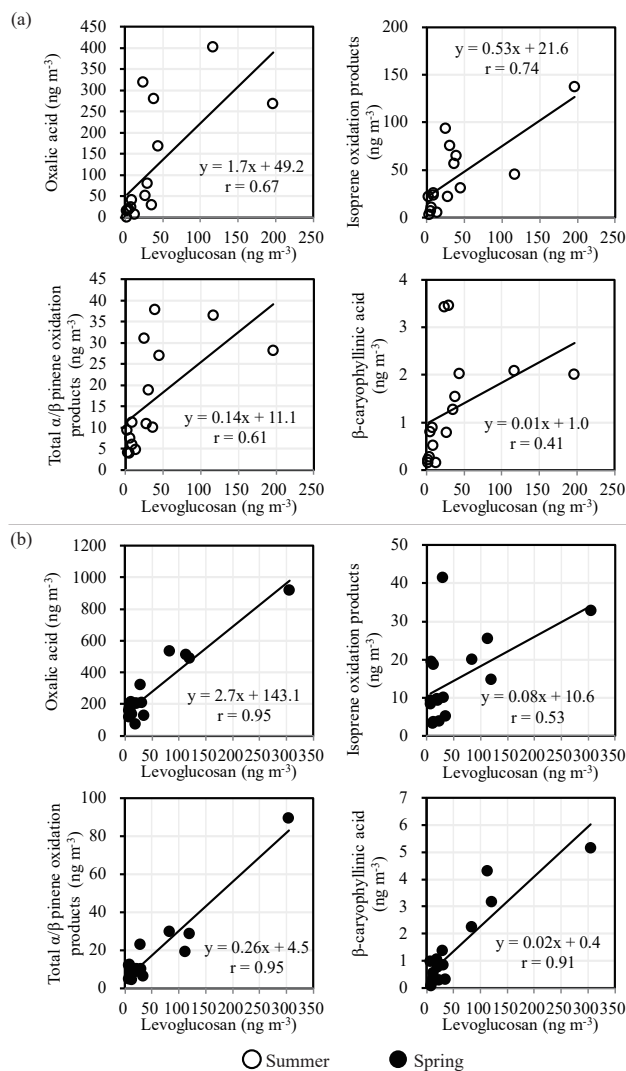 (a)
Oxalic acid (ng m⁻³)
450
400
350
300
250
200
150
100
50
0
y = 1.7x + 49.2
r = 0.67
0 50 100 150 200 250
Levoglucosan (ng m⁻³)
Isoprene oxidation products
(ng m⁻³)
200
150
100
50
0
y = 0.53x + 21.6
r = 0.74
0 50 100 150 200 250
Levoglucosan (ng m⁻³)
Total α/β pinene oxidation
products (ng m⁻³)
45
40
35
30
25
20
15
10
5
0
y = 0.14x + 11.1
r = 0.61
0 50 100 150 200 250
Levoglucosan (ng m⁻³)
β-caryophyllinic acid
(ng m⁻³)
4
3
2
1
0
y = 0.01x + 1.0
r = 0.41
0 50 100 150 200 250
Levoglucosan (ng m⁻³)
(b)
Oxalic acid (ng m⁻³)
1200
1000
800
600
400
200
0
y = 2.7x + 143.1
r = 0.95
0 50 100 150 200 250 300 350
Levoglucosan (ng m⁻³)
Isoprene oxidation products
(ng m⁻³)
50
40
30
20
10
0
y = 0.08x + 10.6
r = 0.53
0 50 100 150 200 250 300 350
Levoglucosan (ng m⁻³)
Total α/β pinene oxidation
products (ng m⁻³)
100
80
60
40
20
0
y = 0.26x + 4.5
r = 0.95
0 50 100 150 200 250 300 350
Levoglucosan (ng m⁻³)
β-caryophyllinic acid
(ng m⁻³)
7
6
5
4
3
2
1
0
y = 0.02x + 0.4
r = 0.91
0 50 100 150 200 250 300 350
Levoglucosan (ng m⁻³)
Summer Spring